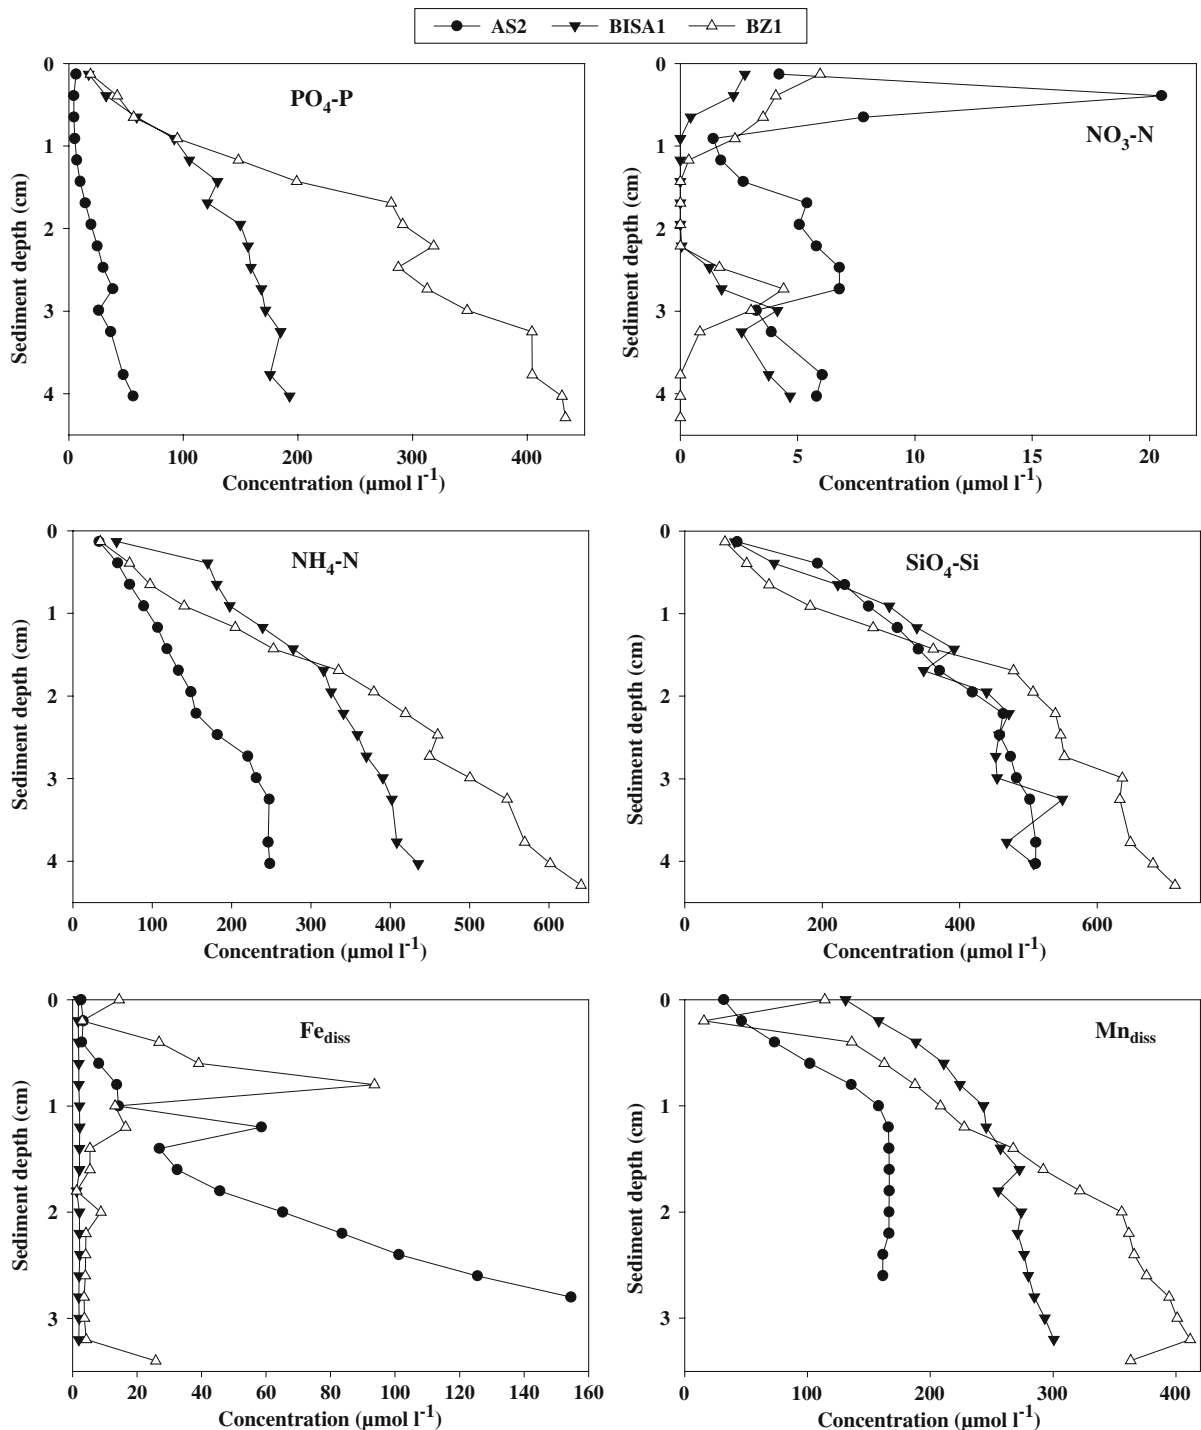 AS2 BISA1 BZ1
0
1
2
3
4
Sediment depth (cm)
PO4-P
0 100 200 300 400
Concentration (µmol l-1)
0
1
2
3
4
Sediment depth (cm)
NO3-N
0 5 10 15 20
Concentration (µmol l-1)
0
1
2
3
4
Sediment depth (cm)
NH4-N
0 100 200 300 400 500 600
Concentration (µmol l-1)
0
1
2
3
4
Sediment depth (cm)
SiO4-Si
0 200 400 600
Concentration (µmol l-1)
0
1
2
3
Sediment depth (cm)
Fediss
0 20 40 60 80 100 120 140 160
Concentration (µmol l-1)
0
1
2
3
Sediment depth (cm)
Mndiss
0 100 200 300 400
Concentration (µmol l-1)